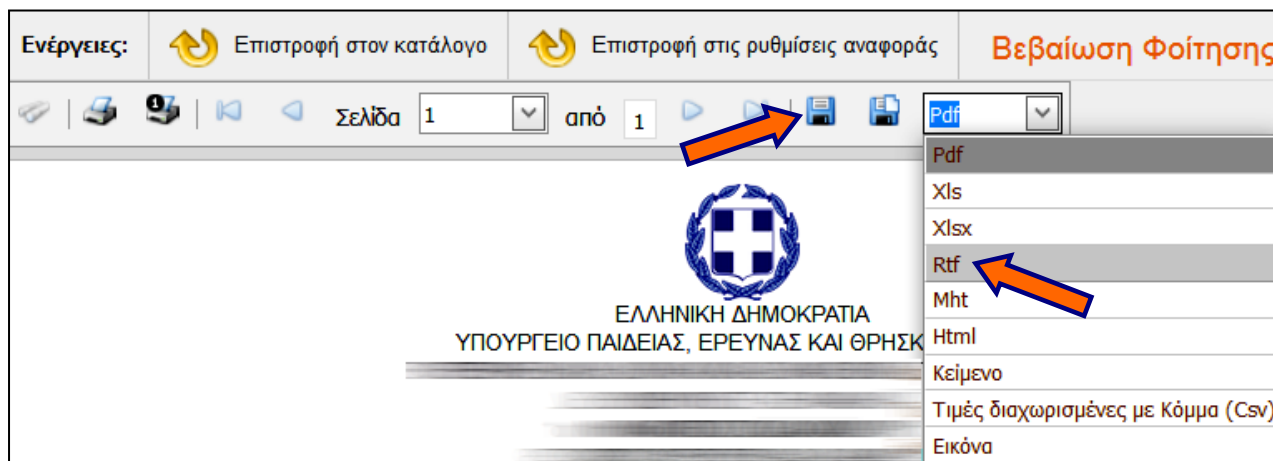 Ενέργειες: Επιστροφή στον κατάλογο Επιστροφή στις ρυθμίσεις αναφοράς Βεβαίωση Φοίτησης
Σελίδα 1 από 1 Pdf
Pdf
Xls
Xlsx
Rtf
Mht
Html
Κείμενο
Τιμές διαχωρισμένες με Κόμμα (Csv)
Εικόνα
ΕΛΛΗΝΙΚΗ ΔΗΜΟΚΡΑΤΙΑ
ΥΠΟΥΡΓΕΙΟ ΠΑΙΔΕΙΑΣ, ΕΡΕΥΝΑΣ ΚΑΙ ΘΡΗΣΚ